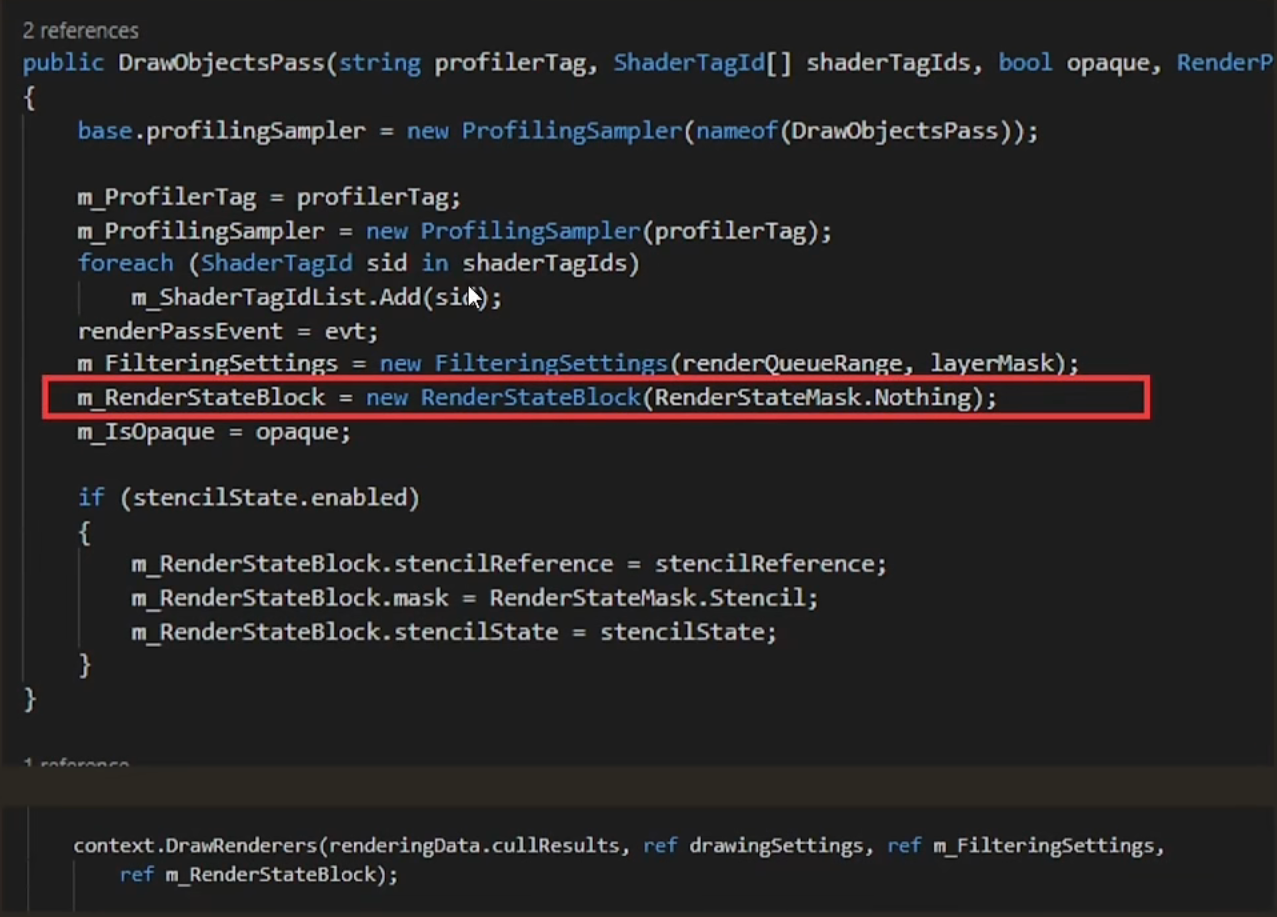 2 references
public DrawObjectsPass(string profilerTag, ShaderTagId[] shaderTagIds, bool opaque, RenderP
{
base.profilingSampler = new ProfilingSampler(nameof(DrawObjectsPass));
m_ProfilerTag = profilerTag;
m_ProfilingSampler = new ProfilingSampler(profilerTag);
foreach (ShaderTagId sid in shaderTagIds)
m_ShaderTagIdList.Add(sid);
renderPassEvent = evt;
m_FilteringSettings = new FilteringSettings(renderQueueRange, layerMask);
m_RenderStateBlock = new RenderStateBlock(RenderStateMask.Nothing);
m_IsOpaque = opaque;
if (stencilState.enabled)
{
m_RenderStateBlock.stencilReference = stencilReference;
m_RenderStateBlock.mask = RenderStateMask.Stencil;
m_RenderStateBlock.stencilState = stencilState;
}
}
1 reference
context.DrawRenderers(renderingData.cullResults, ref drawingSettings, ref m_FilteringSettings,
ref m_RenderStateBlock);